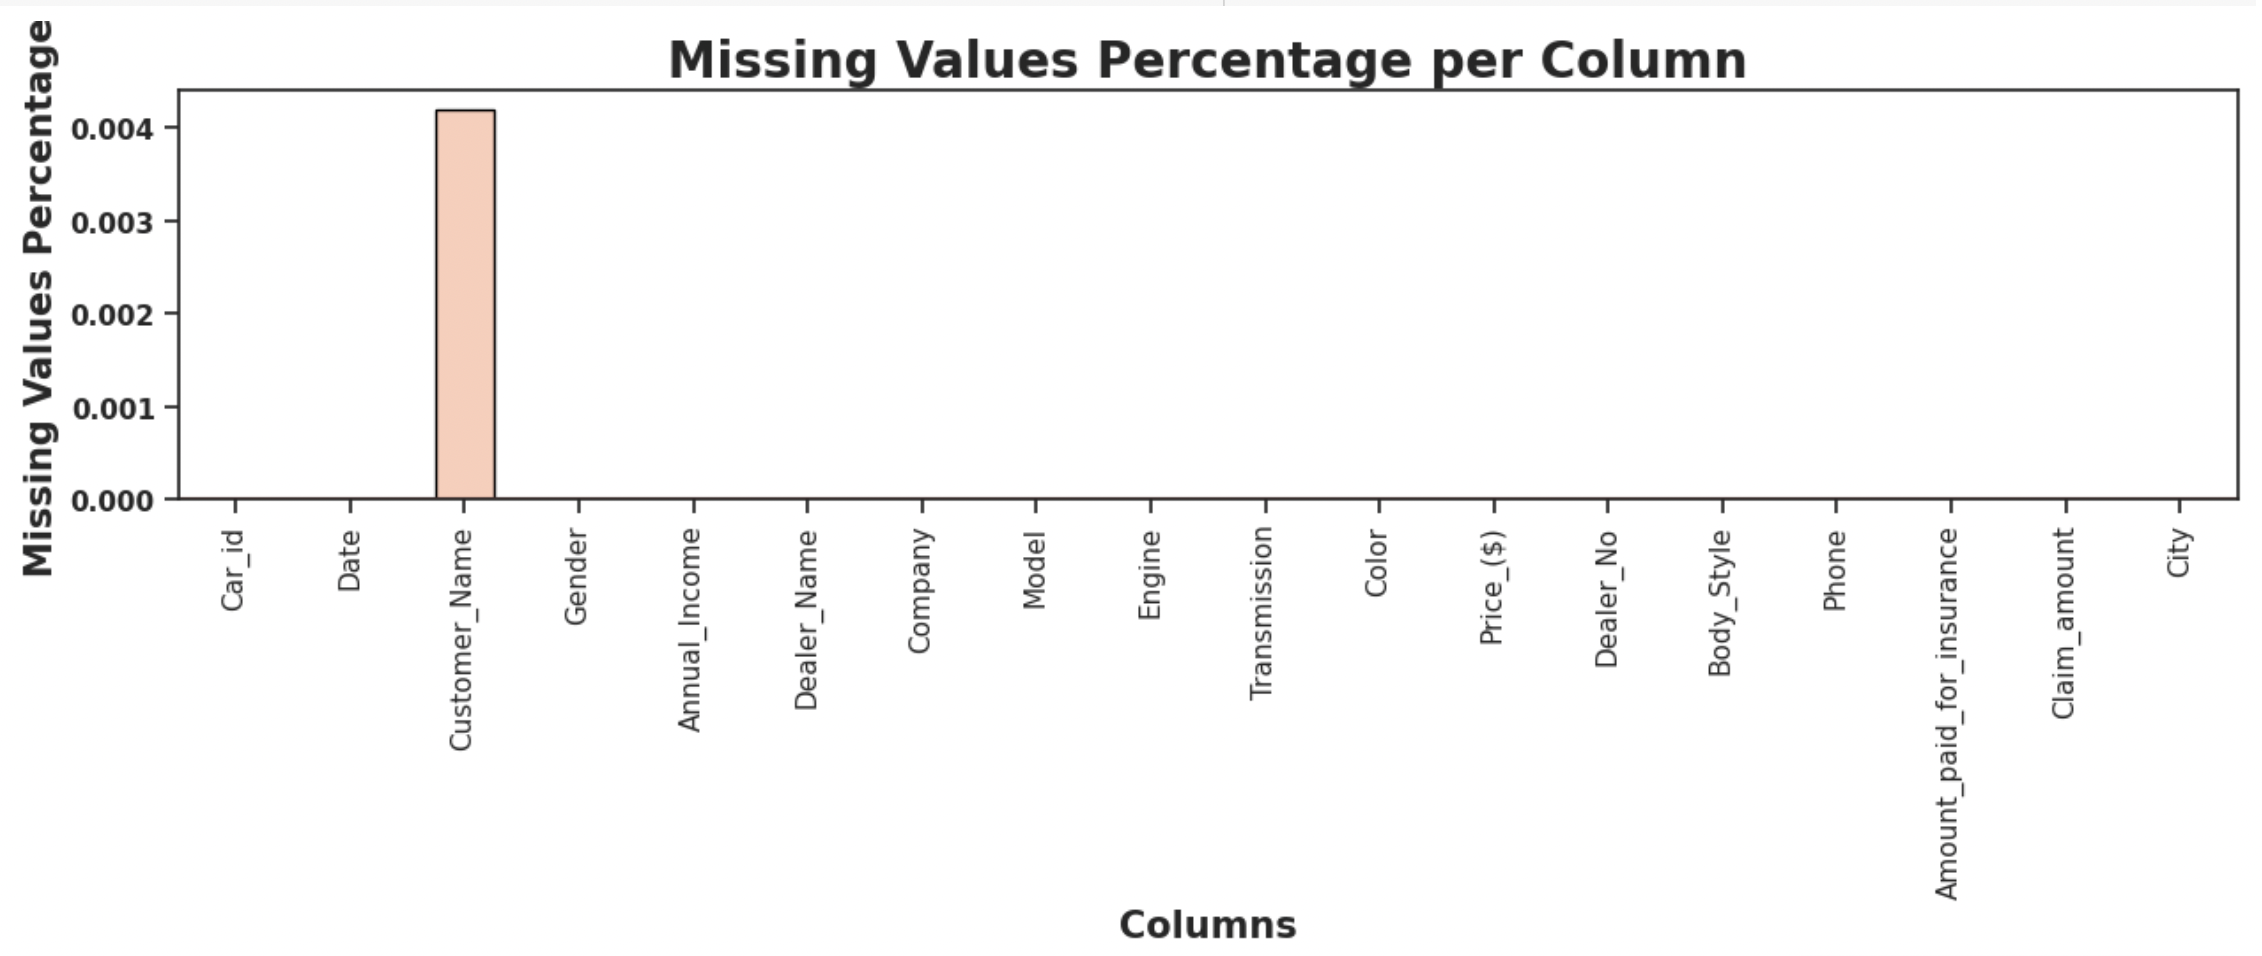 Missing Values Percentage per Column
Missing Values Percentage
0.004
0.003
0.002
0.001
0.000
Car_id
Date
Customer_Name
Gender
Annual_Income
Dealer_Name
Company
Model
Engine
Transmission
Color
Price_($)
Dealer_No
Body_Style
Phone
Amount_paid_for_insurance
Claim_amount
City
Columns